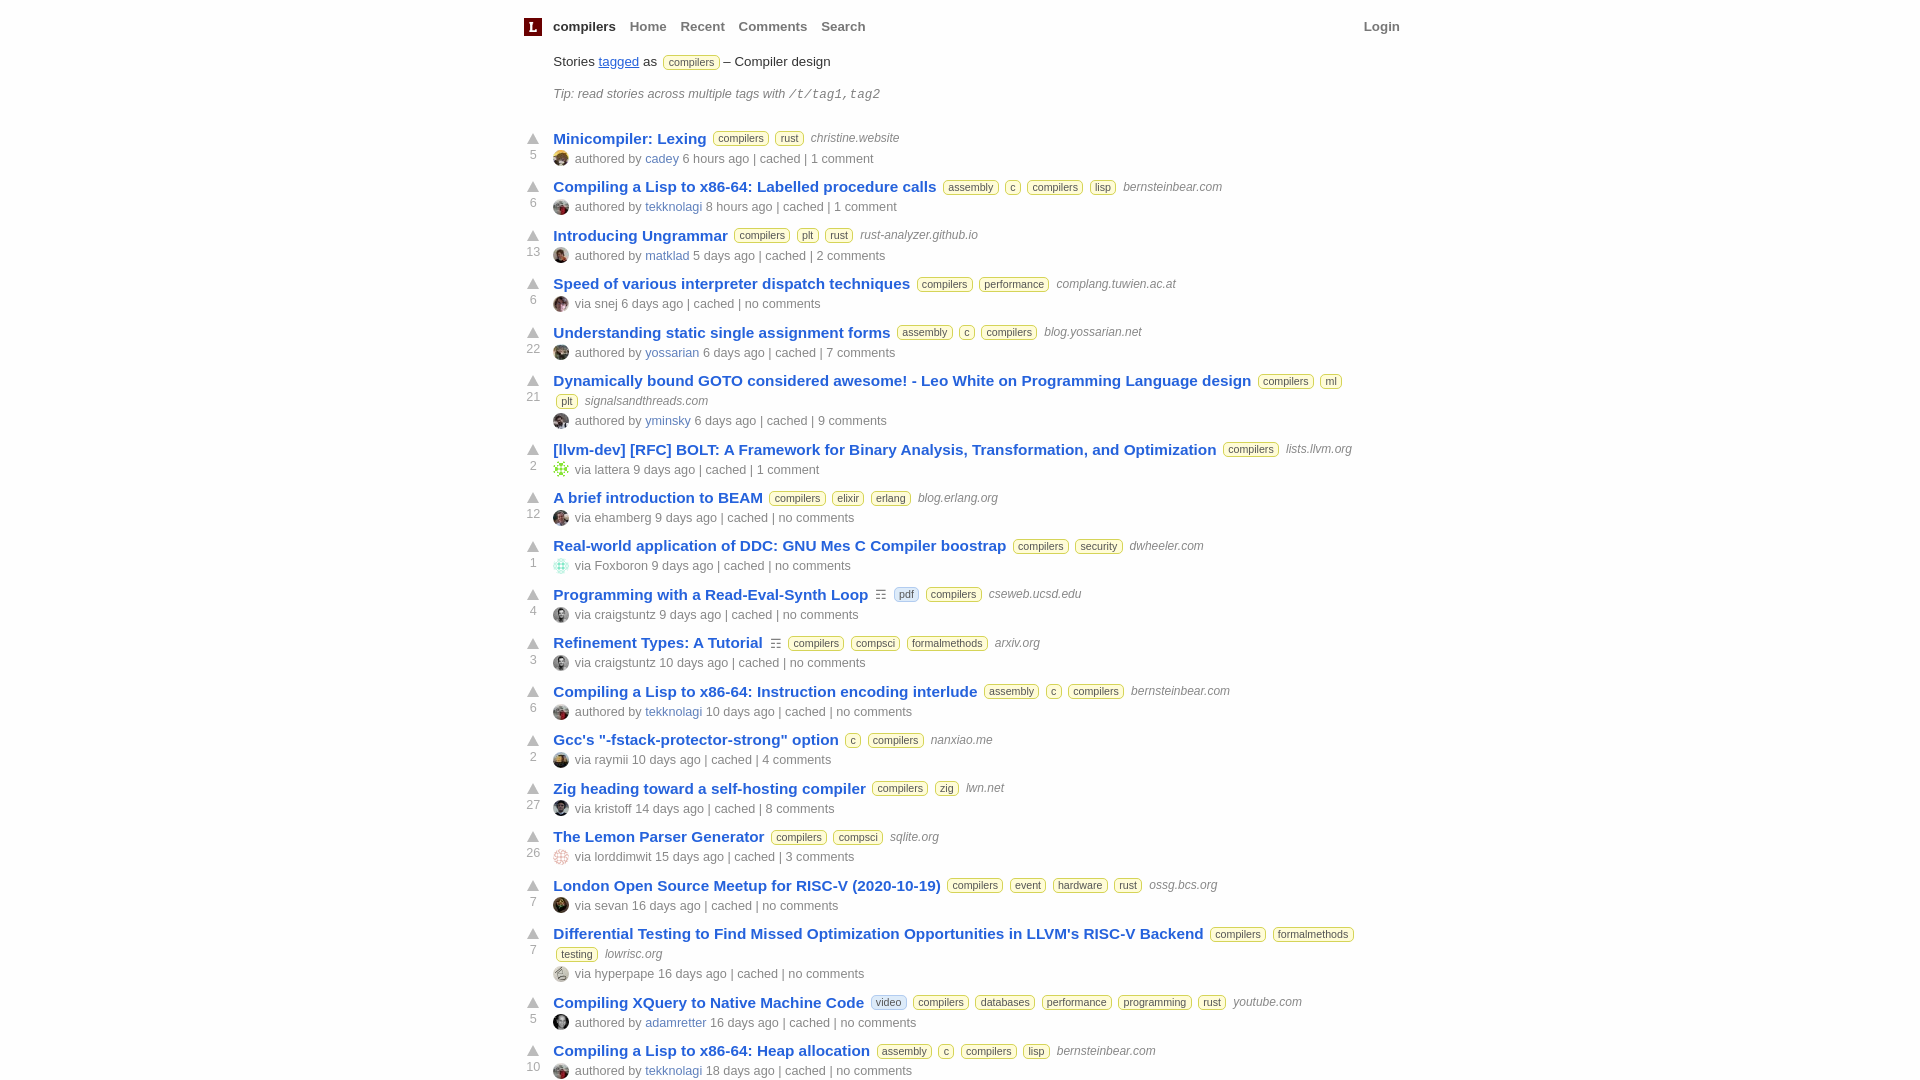 L compilers Home Recent Comments Search Login
Stories tagged as compilers – Compiler design
Tip: read stories across multiple tags with /t/tag1,tag2
Minicompiler: Lexing compilers rust christine.website
5 authored by cadey 6 hours ago | cached | 1 comment
Compiling a Lisp to x86-64: Labelled procedure calls assembly c compilers lisp bernsteinbear.com
6 authored by tekknolagi 8 hours ago | cached | 1 comment
Introducing Ungrammar compilers plt rust rust-analyzer.github.io
13 authored by matklad 5 days ago | cached | 2 comments
Speed of various interpreter dispatch techniques compilers performance complang.tuwien.ac.at
6 via snej 6 days ago | cached | no comments
Understanding static single assignment forms assembly c compilers blog.yossarian.net
22 authored by yossarian 6 days ago | cached | 7 comments
Dynamically bound GOTO considered awesome! - Leo White on Programming Language design compilers ml
21 plt signalsandthreads.com
authored by yminsky 6 days ago | cached | 9 comments
[llvm-dev] [RFC] BOLT: A Framework for Binary Analysis, Transformation, and Optimization compilers lists.llvm.org
2 via lattera 9 days ago | cached | 1 comment
A brief introduction to BEAM compilers elixir erlang blog.erlang.org
12 via ehamberg 9 days ago | cached | no comments
Real-world application of DDC: GNU Mes C Compiler boostrap compilers security dwheeler.com
1 via Foxboron 9 days ago | cached | no comments
Programming with a Read-Eval-Synth Loop ☶ pdf compilers cseweb.ucsd.edu
4 via craigstuntz 9 days ago | cached | no comments
Refinement Types: A Tutorial ☶ compilers compsci formalmethods arxiv.org
3 via craigstuntz 10 days ago | cached | no comments
Compiling a Lisp to x86-64: Instruction encoding interlude assembly c compilers bernsteinbear.com
6 authored by tekknolagi 10 days ago | cached | no comments
Gcc's "-fstack-protector-strong" option c compilers nanxiao.me
2 via raymii 10 days ago | cached | 4 comments
Zig heading toward a self-hosting compiler compilers zig lwn.net
27 via kristoff 14 days ago | cached | 8 comments
The Lemon Parser Generator compilers compsci sqlite.org
26 via lorddimwit 15 days ago | cached | 3 comments
London Open Source Meetup for RISC-V (2020-10-19) compilers event hardware rust ossg.bcs.org
7 via sevan 16 days ago | cached | no comments
Differential Testing to Find Missed Optimization Opportunities in LLVM's RISC-V Backend compilers formalmethods
7 testing lowrisc.org
via hyperpape 16 days ago | cached | no comments
Compiling XQuery to Native Machine Code video compilers databases performance programming rust youtube.com
5 authored by adamretter 16 days ago | cached | no comments
Compiling a Lisp to x86-64: Heap allocation assembly c compilers lisp bernsteinbear.com
10 authored by tekknolagi 18 days ago | cached | no comments